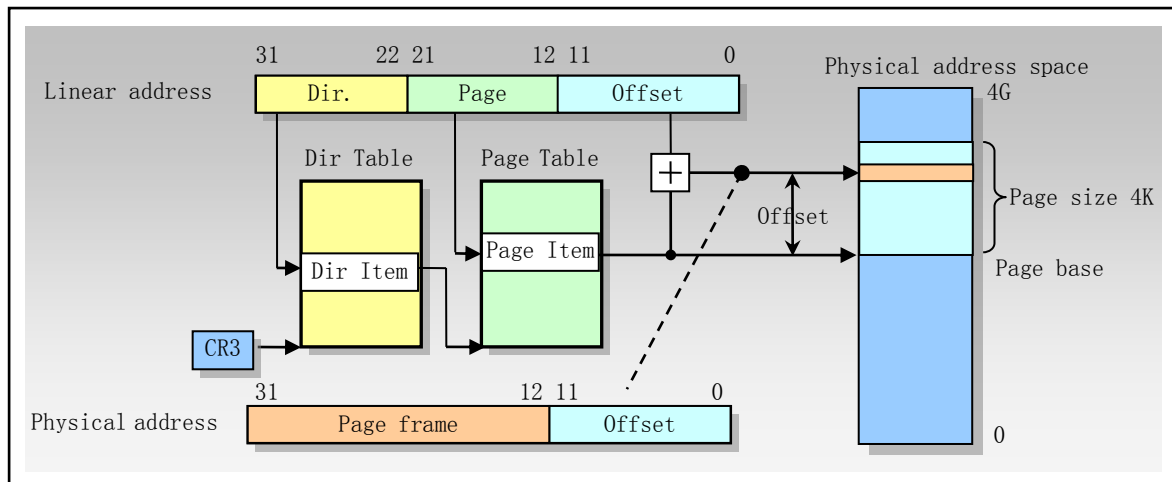 31 22 21 12 11 0
Linear address Dir. Page Offset
Physical address space
4G
Dir Table Page Table
+
Page size 4K
Offset
Dir Item Page Item
Page base
CR3
31 12 11 0
Physical address Page frame Offset
0